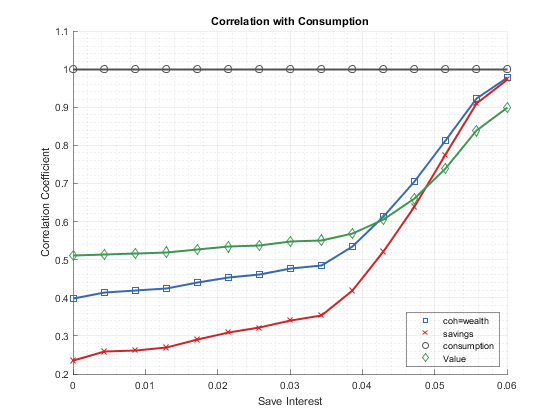 Correlation with Consumption
1.1
1
0.9
0.8
0.7
0.6
0.5
0.4
0.3
0.2
Correlation Coefficient
0
0.01
0.02
0.03
0.04
0.05
0.06
Save Interest
coh=wealth
savings
consumption
Value